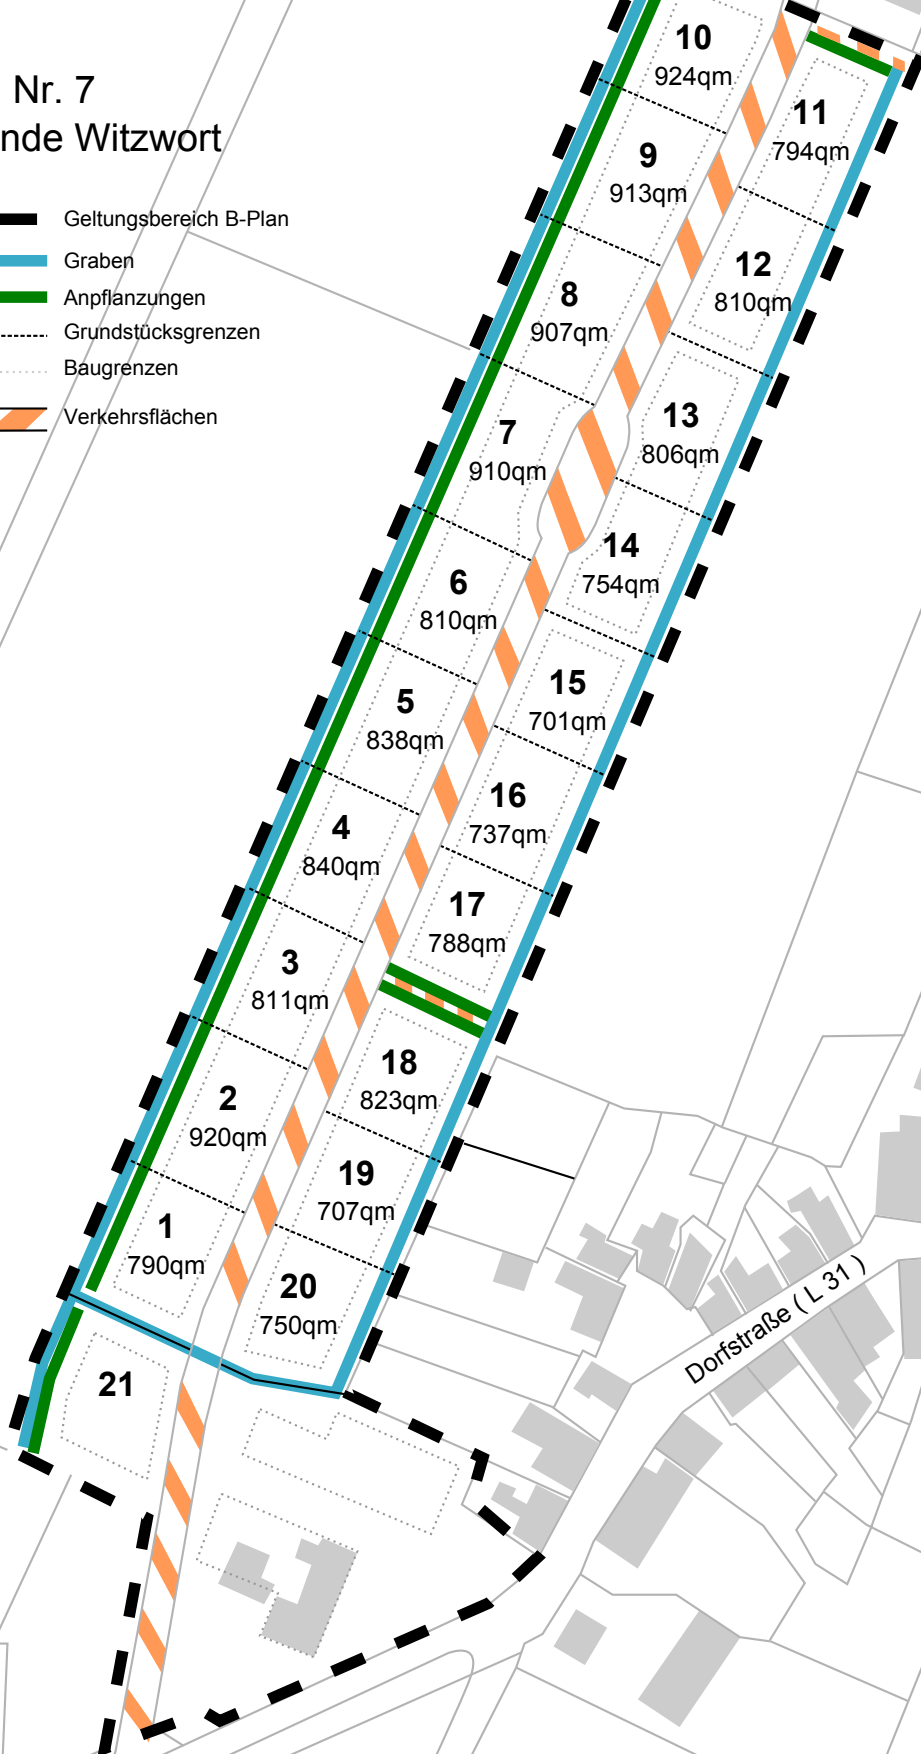 Nr. 7
nde Witzwort
Geltungsbereich B-Plan
Graben
Anpflanzungen
Grundstücksgrenzen
Baugrenzen
Verkehrsflächen
10
924qm
11
794qm
9
913qm
12
810qm
8
907qm
13
806qm
7
910qm
14
754qm
6
810qm
15
701qm
5
838qm
16
737qm
4
840qm
17
788qm
3
811qm
18
823qm
2
920qm
19
707qm
1
790qm
20
750qm
21
Dorfstraße ( L 31 )